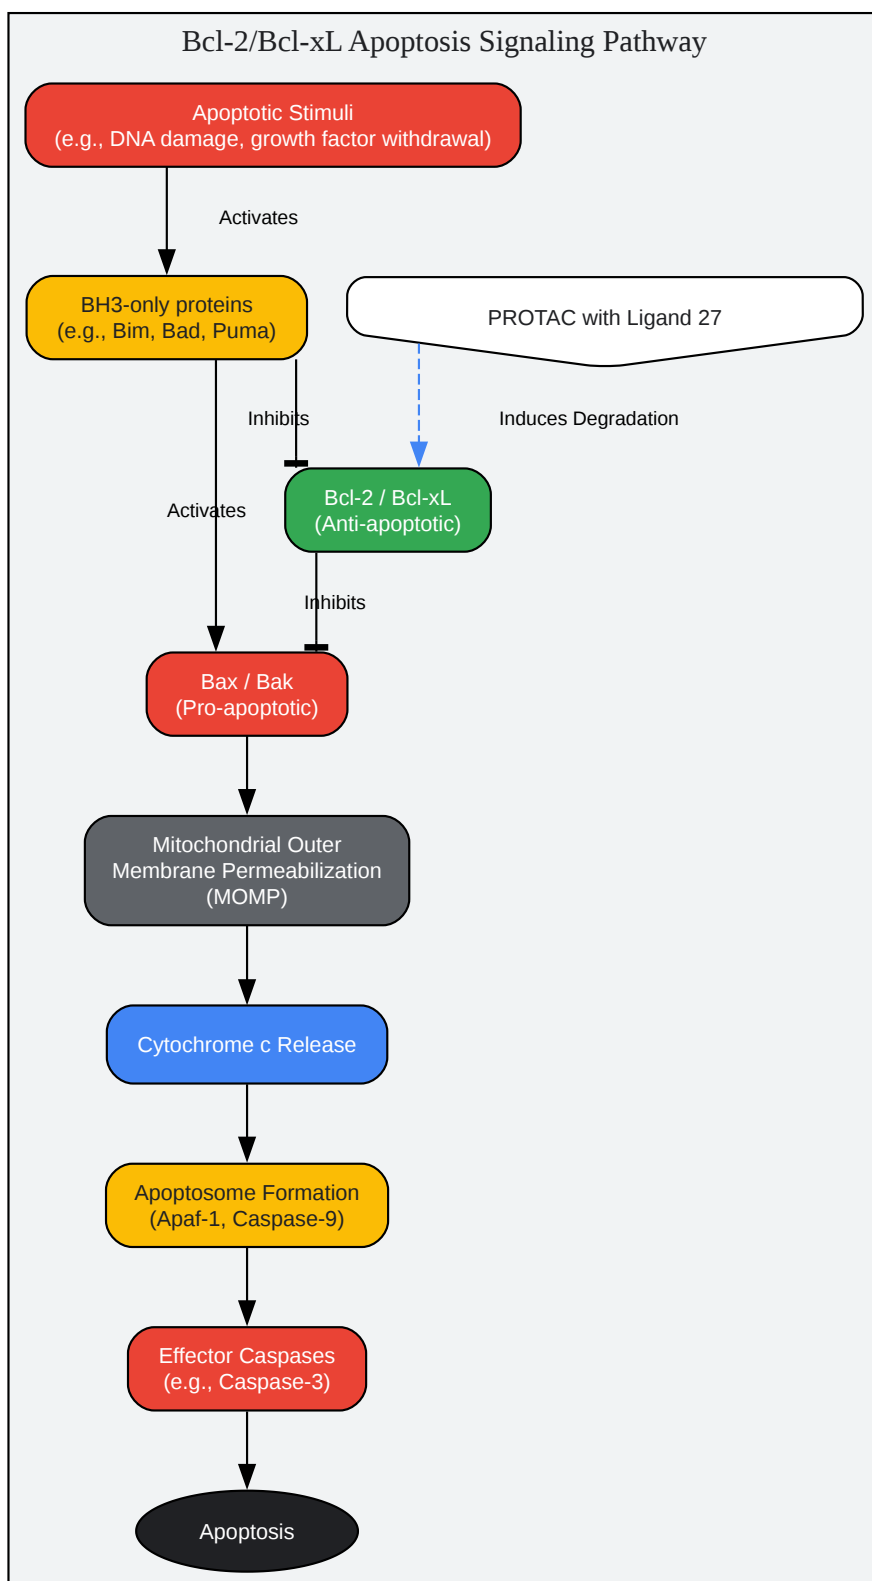 Bcl-2/Bcl-xL Apoptosis Signaling Pathway
Apoptotic Stimuli
(e.g., DNA damage, growth factor withdrawal)
Activates
BH3-only proteins
(e.g., Bim, Bad, Puma)
PROTAC with Ligand 27
Inhibits
Induces Degradation
Bcl-2 / Bcl-xL
(Anti-apoptotic)
Activates
Inhibits
Bax / Bak
(Pro-apoptotic)
Mitochondrial Outer
Membrane Permeabilization
(MOMP)
Cytochrome c Release
Apoptosome Formation
(Apaf-1, Caspase-9)
Effector Caspases
(e.g., Caspase-3)
Apoptosis